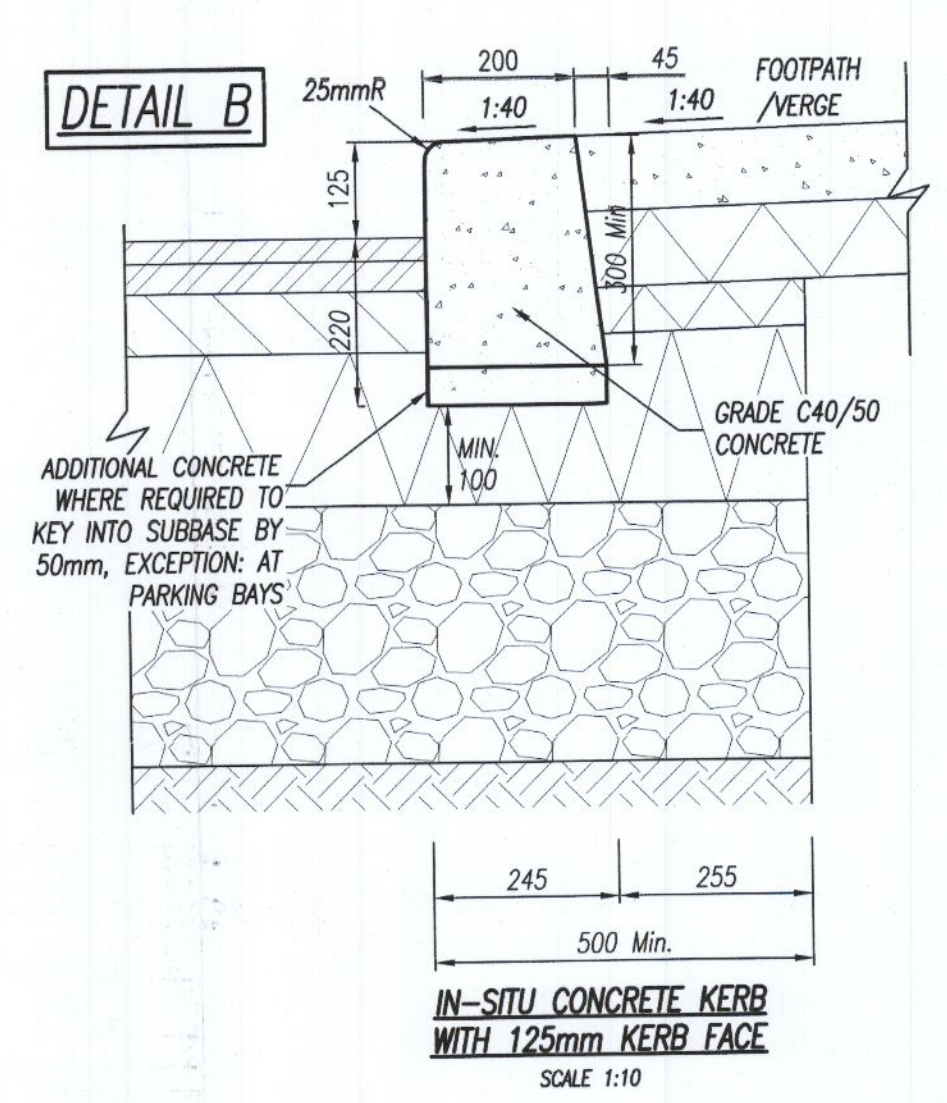 DETAIL B
25mmR
200
45
1:40
1:40
FOOTPATH
/VERGE
125
300 Min
220
GRADE C40/50
CONCRETE
MIN.
100
ADDITIONAL CONCRETE
WHERE REQUIRED TO
KEY INTO SUBBASE BY
50mm, EXCEPTION: AT
PARKING BAYS
245
255
500 Min.
IN-SITU CONCRETE KERB
WITH 125mm KERB FACE
SCALE 1:10